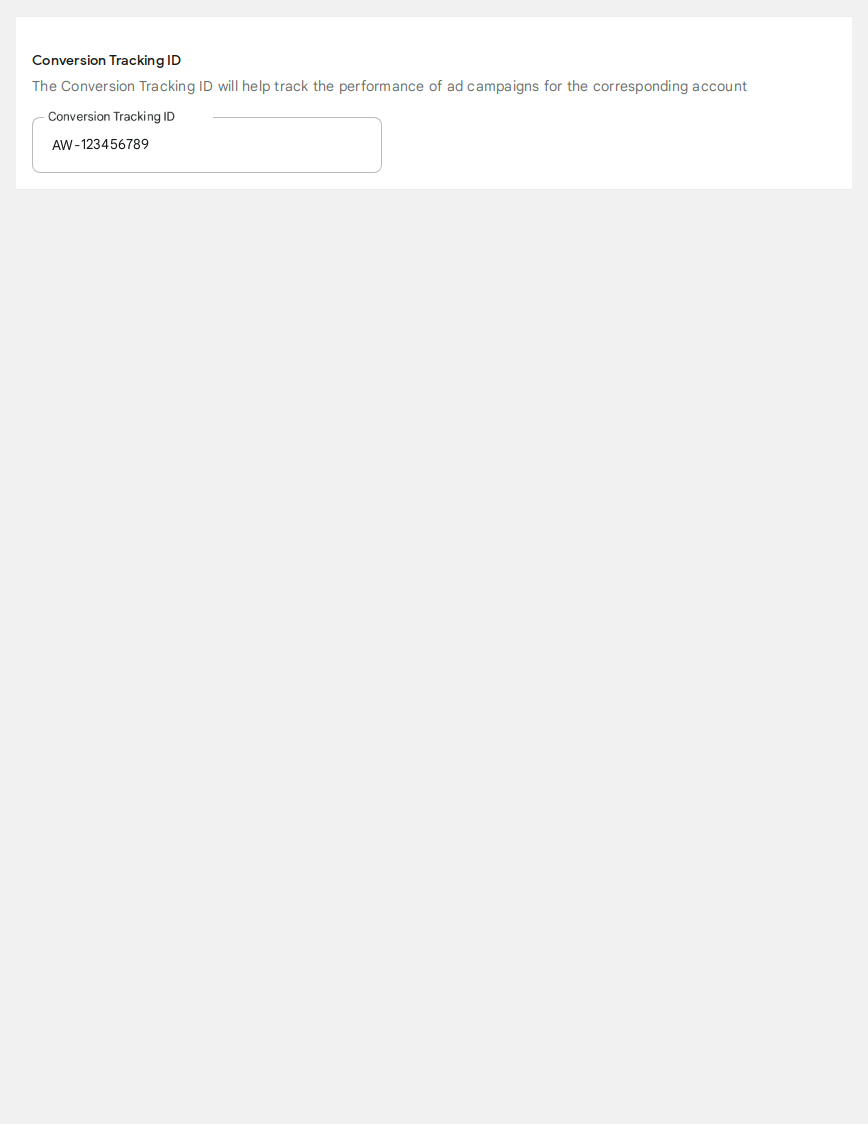 Conversion Tracking ID
The Conversion Tracking ID will help track the performance of ad campaigns for the corresponding account
Conversion Tracking ID
AW-123456789